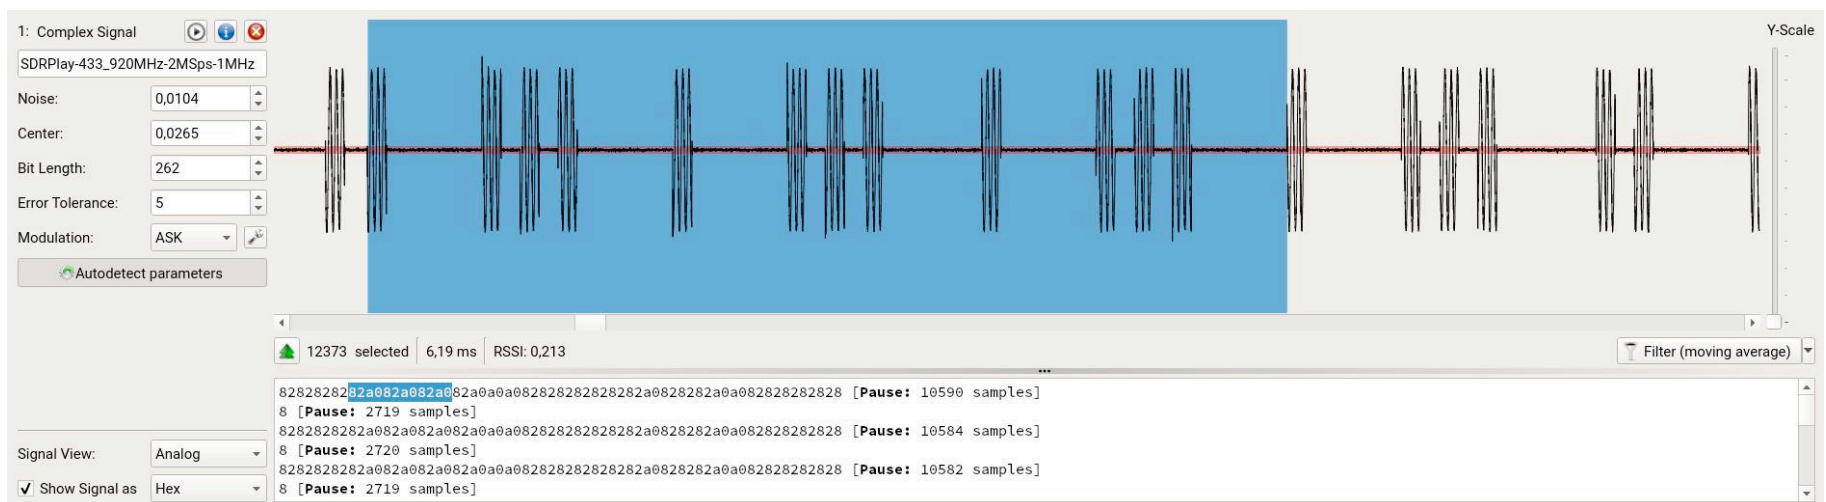 1: Complex Signal
SDRPlay-433_920MHz-2MSps-1MHz
Noise: 0,0104
Center: 0,0265
Bit Length: 262
Error Tolerance: 5
Modulation: ASK
Autodetect parameters
Signal View: Analog
Show Signal as Hex
Y-Scale
12373 selected 6,19 ms RSSI: 0,213
Filter (moving average)
8282828282a082a082a082a0a0a082828282828282a0828282a0a082828282828 [Pause: 10590 samples]
8 [Pause: 2719 samples]
8282828282a082a082a082a0a0a082828282828282a0828282a0a082828282828 [Pause: 10584 samples]
8 [Pause: 2720 samples]
8282828282a082a082a082a0a0a082828282828282a0828282a0a082828282828 [Pause: 10582 samples]
8 [Pause: 2719 samples]